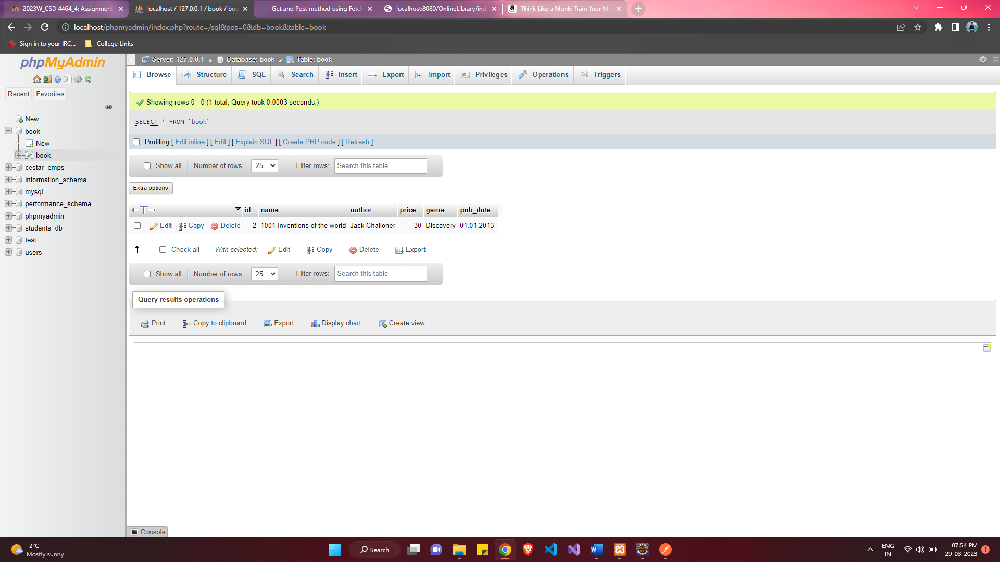 2023W_CSD 4464_4: Assignment
localhost / 127.0.0.1 / book / boo
Get and Post method using Fetch
localhost:8080/OnlineLibrary/inde
Think Like a Monk: Train Your Mi
localhost/phpmyadmin/index.php?route=/sql&pos=0&db=book&table=book
Sign in to your IRC...
College Links
phpMyAdmin
Recent
Favorites
New
book
New
book
cestar_emps
information_schema
mysql
performance_schema
phpmyadmin
students_db
test
users
Server: 127.0.0.1 » Database: book » Table: book
Browse Structure SQL Search Insert Export Import Privileges Operations Triggers
Showing rows 0 - 0 (1 total, Query took 0.0003 seconds.)
SELECT * FROM `book`
Profiling [ Edit inline ] [ Edit ] [ Explain SQL ] [ Create PHP code ] [ Refresh ]
Show all Number of rows: 25 Filter rows: Search this table
Extra options
id name author price genre pub_date
Edit Copy Delete 2 1001 Inventions of the world Jack Challoner 30 Discovery 01.01.2013
Check all With selected: Edit Copy Delete Export
Show all Number of rows: 25 Filter rows: Search this table
Query results operations
Print Copy to clipboard Export Display chart Create view
Console
-2°C
Mostly sunny
Search
ENG
IN
07:54 PM
29-03-2023
1